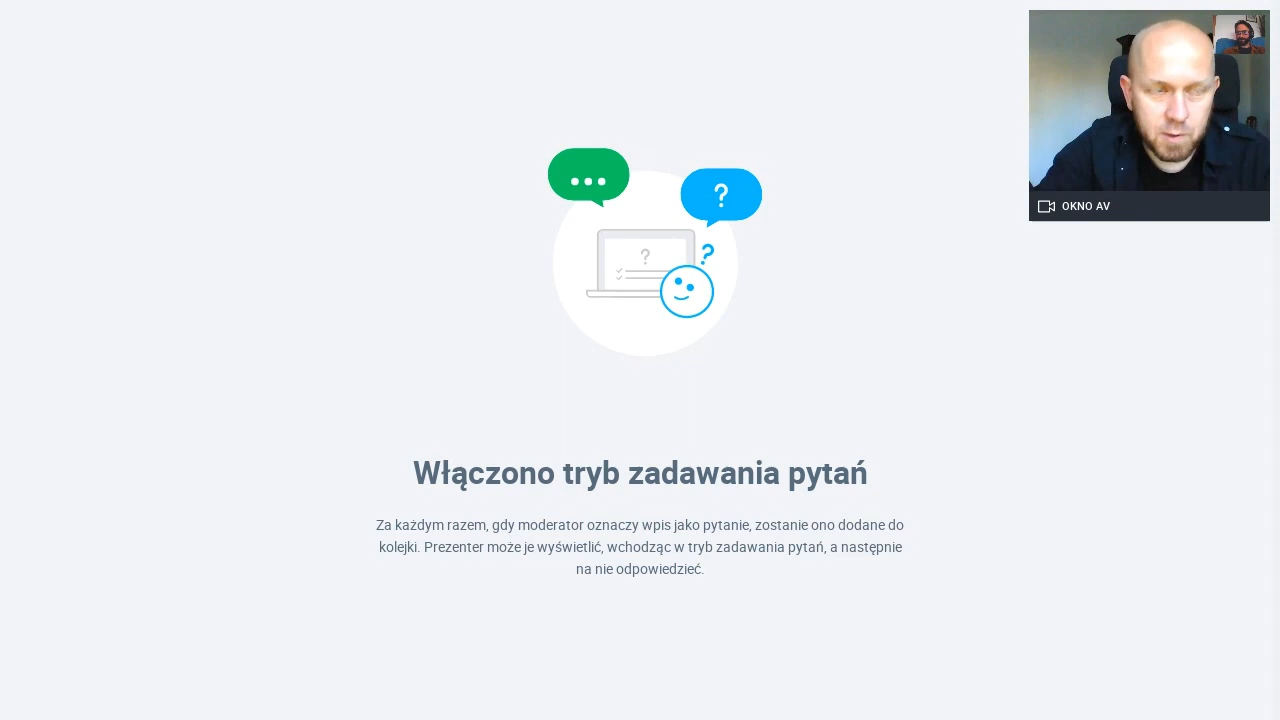 OKNO AV
Włączono tryb zadawania pytań
Za każdym razem, gdy moderator oznaczy wpis jako pytanie, zostanie ono dodane do
kolejki. Prezenter może je wyświetlić, wchodząc w tryb zadawania pytań, a następnie
na nie odpowiedzieć.